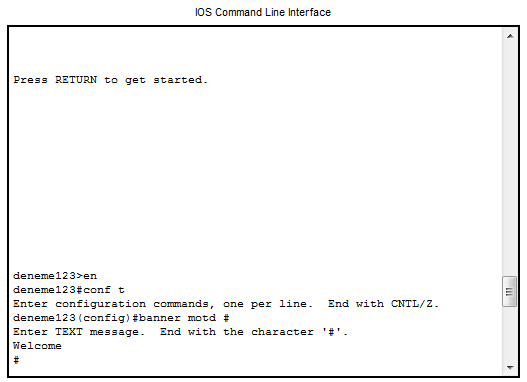 IOS Command Line Interface
Press RETURN to get started.
deneme123>en
deneme123#conf t
Enter configuration commands, one per line.  End with CNTL/Z.
deneme123(config)#banner motd #
Enter TEXT message.  End with the character '#'.
Welcome
#